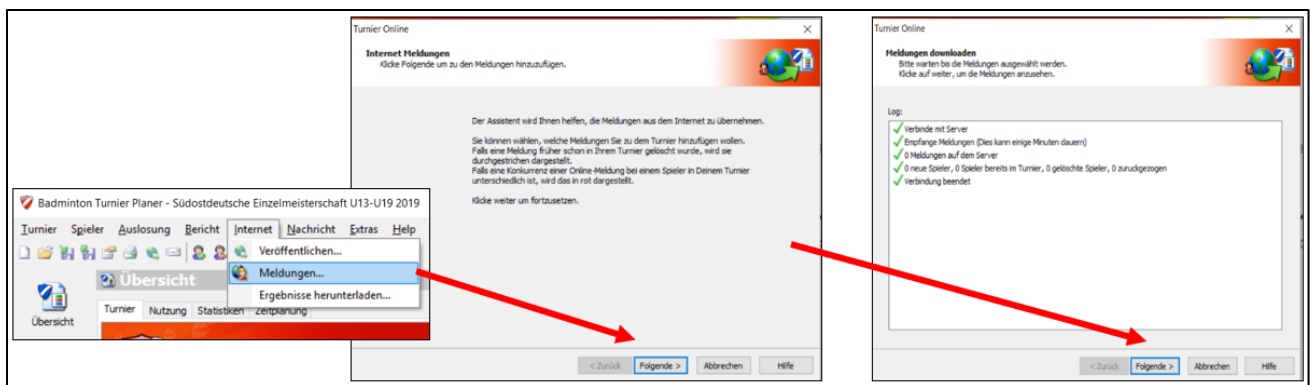 Badminton Turnier Planer - Südostdeutsche Einzelmeisterschaft U13-U19 2019
Turnier Spieler Auslosung Bericht Internet Nachricht Extras Help
Veröffentlichen...
Meldungen...
Ergebnisse herunterladen...
Übersicht
Übersicht
Turnier Nutzung Statistiken Zeitplanung
Turnier Online
Internet Meldungen
Klicke Folgende um zu den Meldungen hinzuzufügen.
Der Assistent wird Ihnen helfen, die Meldungen aus dem Internet zu übernehmen.
Sie können wählen, welche Meldungen Sie zu dem Turnier hinzufügen wollen.
Falls eine Meldung früher schon in Ihrem Turnier gelöscht wurde, wird sie
durchgestrichen dargestellt.
Falls eine Konkurrenz einer Online-Meldung bei einem Spieler in Deinem Turnier
unterschiedlich ist, wird das in rot dargestellt.
Klicke weiter um fortzusetzen.
< Zurück Folgende > Abbrechen Hilfe
Turnier Online
Meldungen downloaden
Bitte warten bis die Meldungen ausgewählt werden.
Klicke auf weiter, um die Meldungen anzusehen.
Log:
Verbinde mit Server
Empfange Meldungen (Dies kann einige Minuten dauern)
0 Meldungen auf dem Server
0 neue Spieler, 0 Spieler bereits im Turnier, 0 gelöschte Spieler, 0 zuruckgezogen
Verbindung beendet
< Zurück Folgende > Abbrechen Hilfe